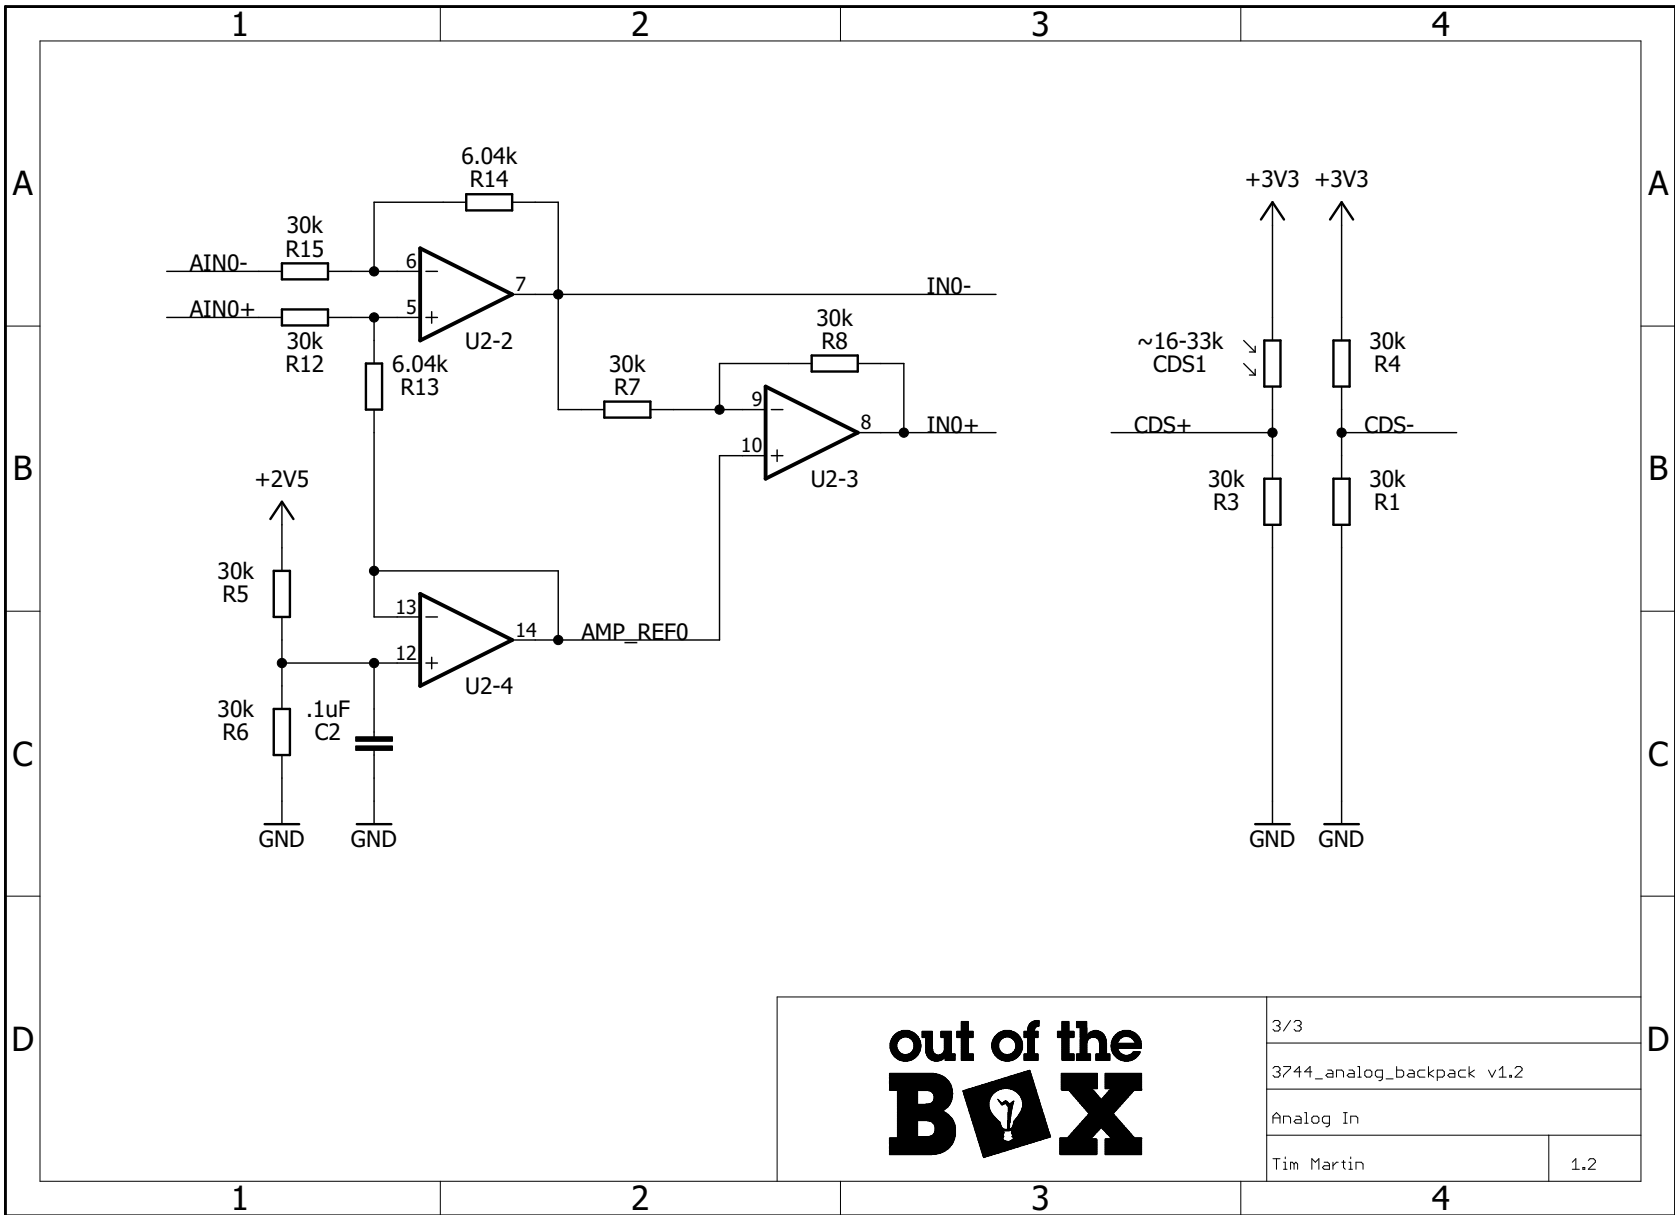 1 2 3 4
A A
6.04k
R14
+3V3 +3V3
30k
R15
AIN0-
6
-
7
IN0-
AIN0+
5
+
U2-2
30k
R12
6.04k
R13
30k
R7
30k
R8
9
-
8
IN0+
10
+
U2-3
~16-33k
CDS1
30k
R4
CDS+
CDS-
B B
30k
R3
30k
R1
+2V5
30k
R5
13
-
14
AMP_REF0
12
+
U2-4
30k
R6
.1uF
C2
C C
GND GND GND GND
D D
out of the
BOX
3/3
3744_analog_backpack v1.2
Analog In
Tim Martin 1.2
1 2 3 4